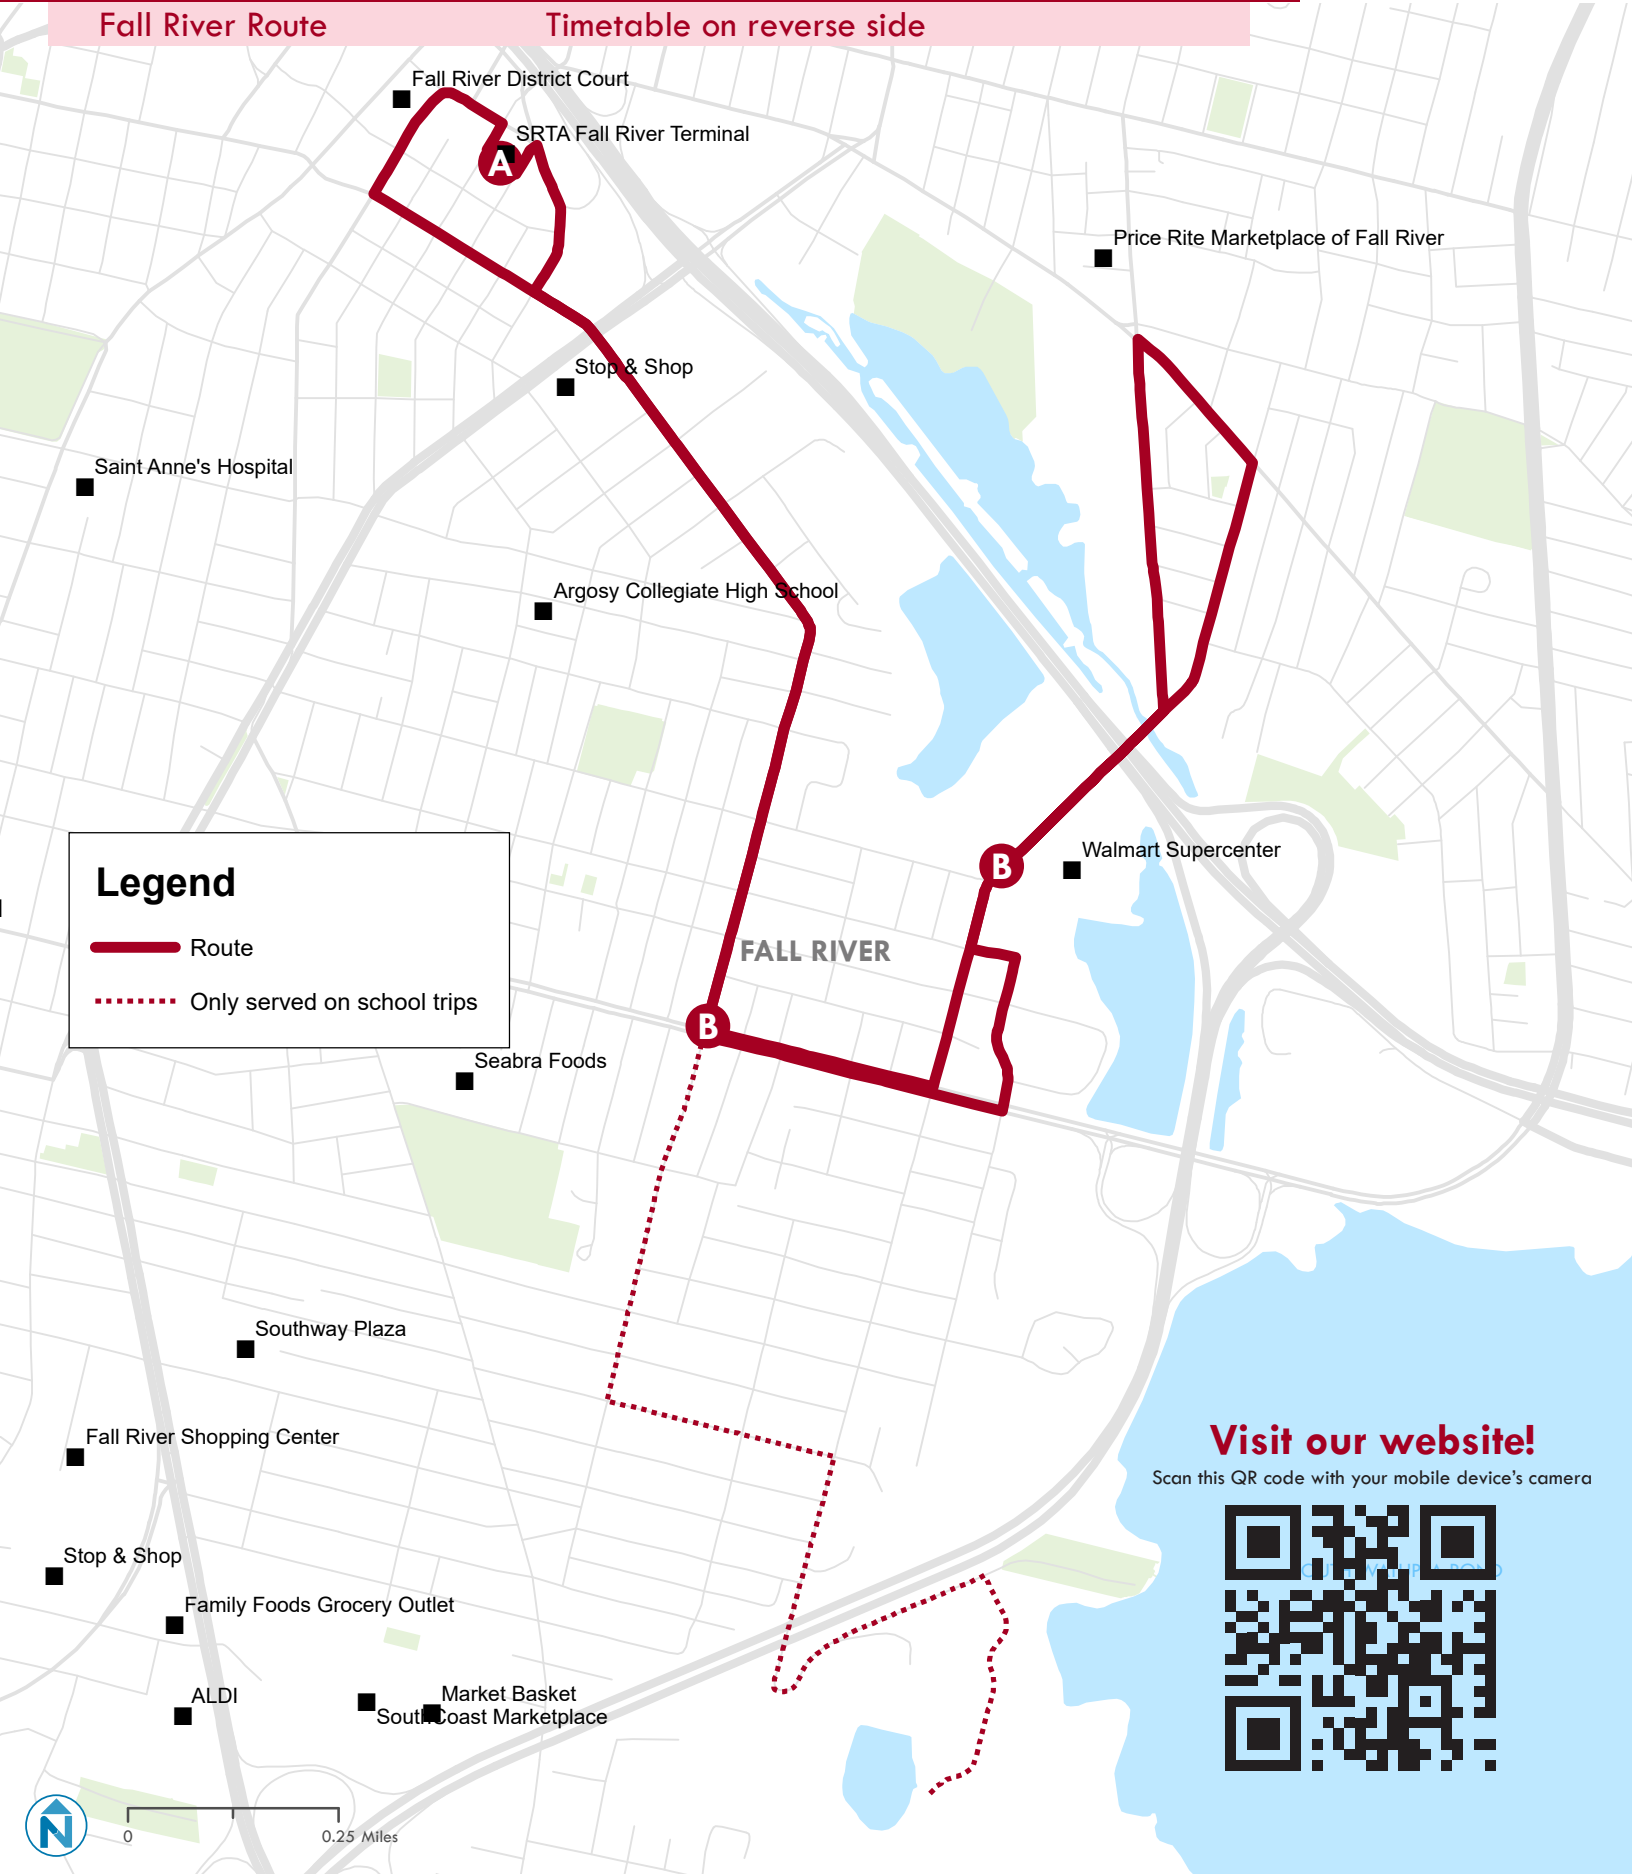 Fall River Route
Timetable on reverse side
Fall River District Court
SRTA Fall River Terminal
A
Price Rite Marketplace of Fall River
Stop & Shop
Saint Anne's Hospital
Argosy Collegiate High School
Walmart Supercenter
B
Legend
Route
Only served on school trips
FALL RIVER
B
Seabra Foods
Southway Plaza
Fall River Shopping Center
Visit our website!
Scan this QR code with your mobile device’s camera
Stop & Shop
Family Foods Grocery Outlet
ALDI
Market Basket
SouthCoast Marketplace
N
0
0.25 Miles